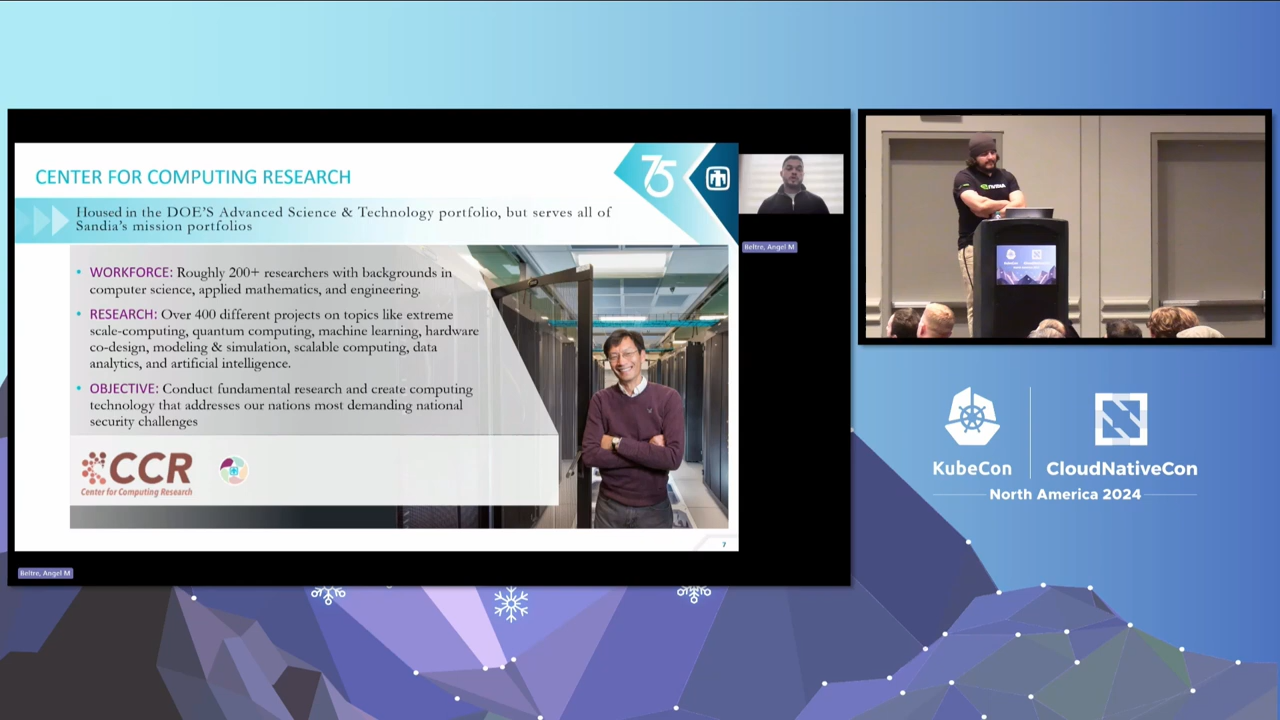 CENTER FOR COMPUTING RESEARCH
75
Housed in the DOE'S Advanced Science & Technology portfolio, but serves all of
Sandia's mission portfolios
• WORKFORCE: Roughly 200+ researchers with backgrounds in
computer science, applied mathematics, and engineering.
• RESEARCH: Over 400 different projects on topics like extreme
scale-computing, quantum computing, machine learning, hardware
co-design, modeling & simulation, scalable computing, data
analytics, and artificial intelligence.
• OBJECTIVE: Conduct fundamental research and create computing
technology that addresses our nations most demanding national
security challenges
CCR
Center for Computing Research
7
Beltre, Angel M
Beltre, Angel M
NVIDIA
KubeCon
CloudNativeCon
North America 2024